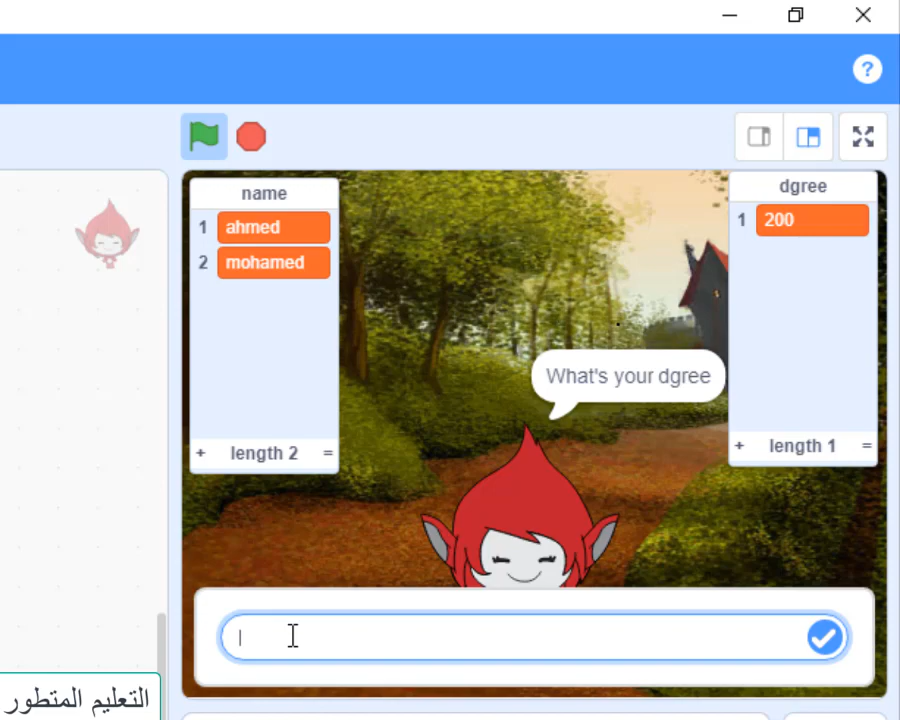 ?
name
dgree
1 ahmed
1 200
2 mohamed
What's your dgree
+ length 2 =
+ length 1 =
التعليم المتطور